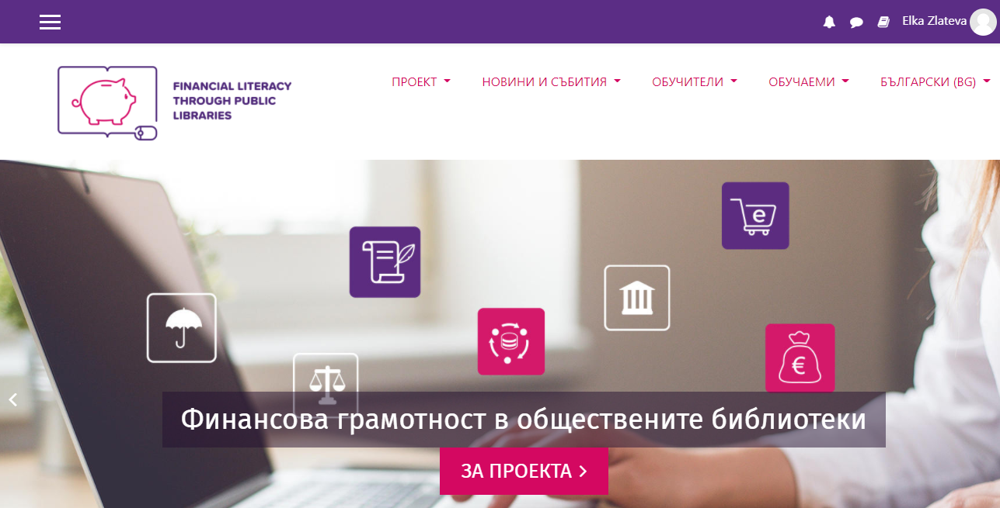 Elka Zlateva
FINANCIAL LITERACY
THROUGH PUBLIC
LIBRARIES
ПРОЕКТ
НОВИНИ И СЪБИТИЯ
ОБУЧИТЕЛИ
ОБУЧАЕМИ
БЪЛГАРСКИ (BG)
e
€
Финансова грамотност в обществените библиотеки
ЗА ПРОЕКТА